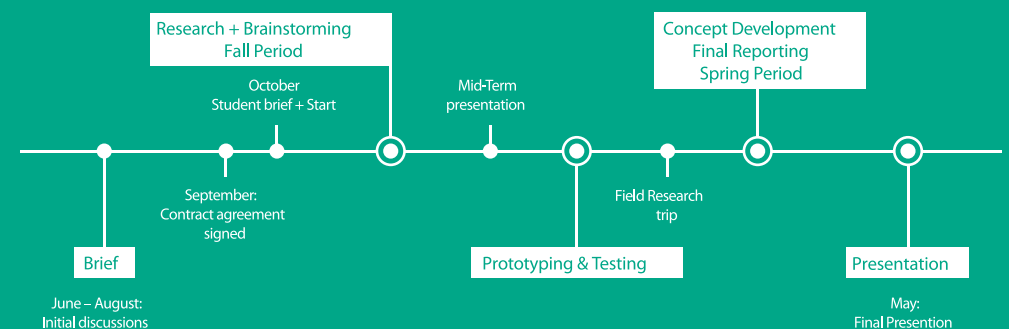 Research + Brainstorming
Fall Period
Concept Development
Final Reporting
Spring Period
October
Student brief + Start
Mid-Term
presentation
September:
Contract agreement
signed
Field Research
trip
Brief
Prototyping & Testing
Presentation
June – August:
Initial discussions
May:
Final Presention